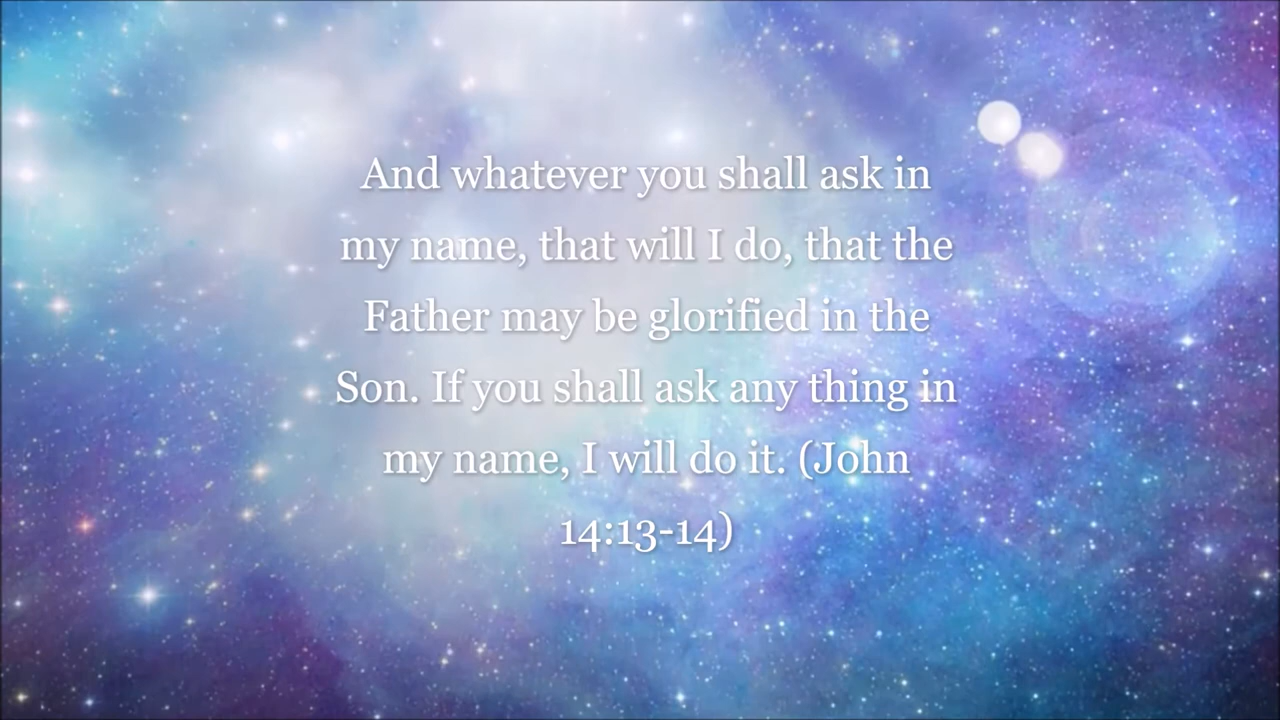 And whatever you shall ask in
my name, that will I do, that the
Father may be glorified in the
Son. If you shall ask any thing in
my name, I will do it. (John
14:13-14)